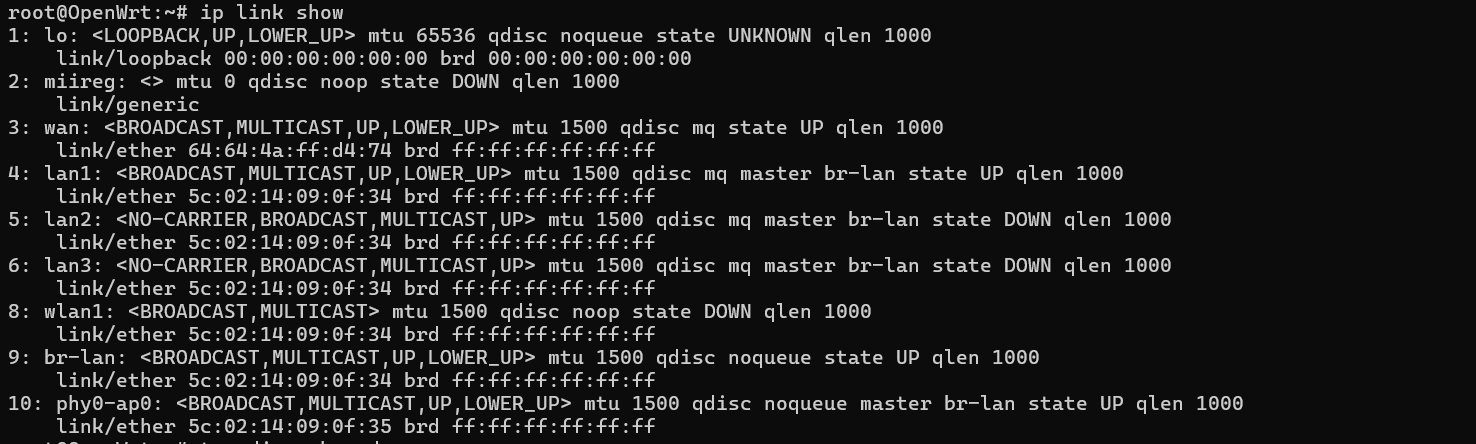 root@OpenWrt:~# ip link show
1: lo: <LOOPBACK,UP,LOWER_UP> mtu 65536 qdisc noqueue state UNKNOWN qlen 1000
    link/loopback 00:00:00:00:00:00 brd 00:00:00:00:00:00
2: miireg: <> mtu 0 qdisc noop state DOWN qlen 1000
    link/generic
3: wan: <BROADCAST,MULTICAST,UP,LOWER_UP> mtu 1500 qdisc mq state UP qlen 1000
    link/ether 64:64:4a:ff:d4:74 brd ff:ff:ff:ff:ff:ff
4: lan1: <BROADCAST,MULTICAST,UP,LOWER_UP> mtu 1500 qdisc mq master br-lan state UP qlen 1000
    link/ether 5c:02:14:09:0f:34 brd ff:ff:ff:ff:ff:ff
5: lan2: <NO-CARRIER,BROADCAST,MULTICAST,UP> mtu 1500 qdisc mq master br-lan state DOWN qlen 1000
    link/ether 5c:02:14:09:0f:34 brd ff:ff:ff:ff:ff:ff
6: lan3: <NO-CARRIER,BROADCAST,MULTICAST,UP> mtu 1500 qdisc mq master br-lan state DOWN qlen 1000
    link/ether 5c:02:14:09:0f:34 brd ff:ff:ff:ff:ff:ff
8: wlan1: <BROADCAST,MULTICAST> mtu 1500 qdisc noop state DOWN qlen 1000
    link/ether 5c:02:14:09:0f:34 brd ff:ff:ff:ff:ff:ff
9: br-lan: <BROADCAST,MULTICAST,UP,LOWER_UP> mtu 1500 qdisc noqueue state UP qlen 1000
    link/ether 5c:02:14:09:0f:34 brd ff:ff:ff:ff:ff:ff
10: phy0-ap0: <BROADCAST,MULTICAST,UP,LOWER_UP> mtu 1500 qdisc noqueue master br-lan state UP qlen 1000
    link/ether 5c:02:14:09:0f:35 brd ff:ff:ff:ff:ff:ff